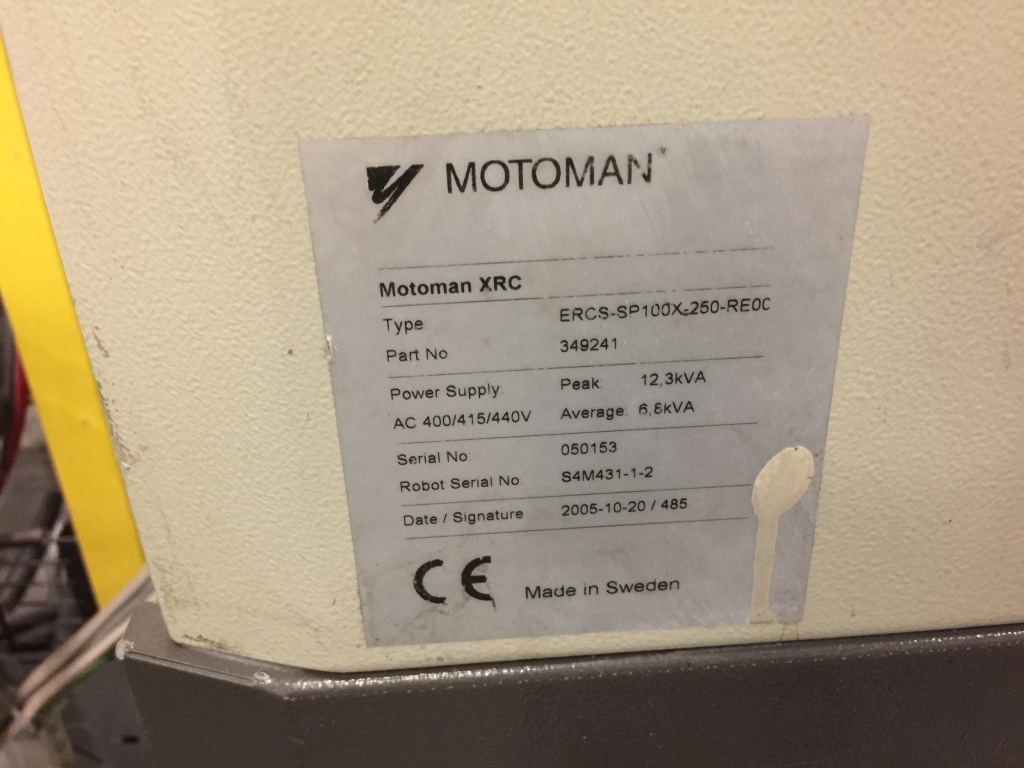 MOTOMAN
Motoman XRC
Type ERCS-SP100X-250-RE00
Part No 349241
Power Supply Peak 12,3kVA
AC 400/415/440V Average 6,8kVA
Serial No 050153
Robot Serial No S4M431-1-2
Date / Signature 2005-10-20 / 485
CE Made in Sweden